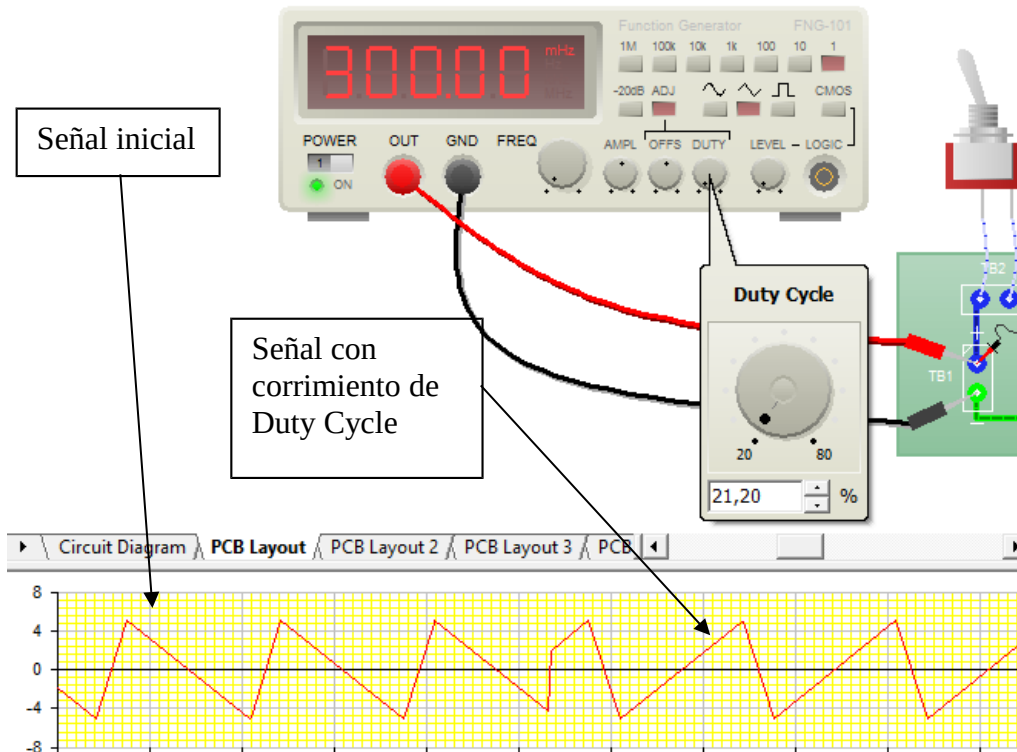 Function Generator FNG-101
300.00 mHz
1M 100k 10k 1k 100 10 1
-20dB ADJ CMOS
Señal inicial
POWER OUT GND FREQ AMPL OFFS DUTY LEVEL LOGIC
1
ON
TB2
Duty Cycle
Señal con
corrimiento de
Duty Cycle
TB1
20 80
21,20 %
Circuit Diagram PCB Layout PCB Layout 2 PCB Layout 3 PCB
8
4
0
-4
-8